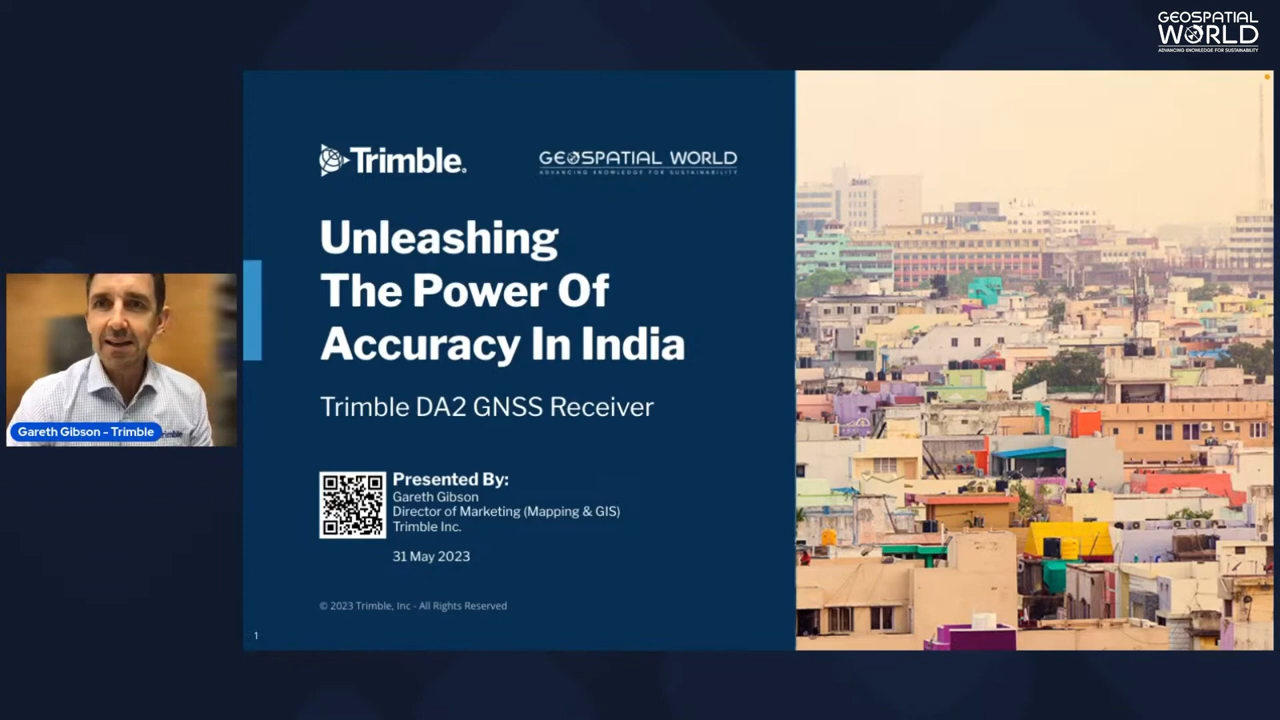 GEOSPATIAL
WORLD
ADVANCING KNOWLEDGE FOR SUSTAINABILITY
Trimble
GEOSPATIAL WORLD
ADVANCING KNOWLEDGE FOR SUSTAINABILITY
Unleashing
The Power Of
Accuracy In India
Trimble DA2 GNSS Receiver
Presented By:
Gareth Gibson
Director of Marketing (Mapping & GIS)
Trimble Inc.
31 May 2023
© 2023 Trimble, Inc - All Rights Reserved
1
Gareth Gibson - Trimble